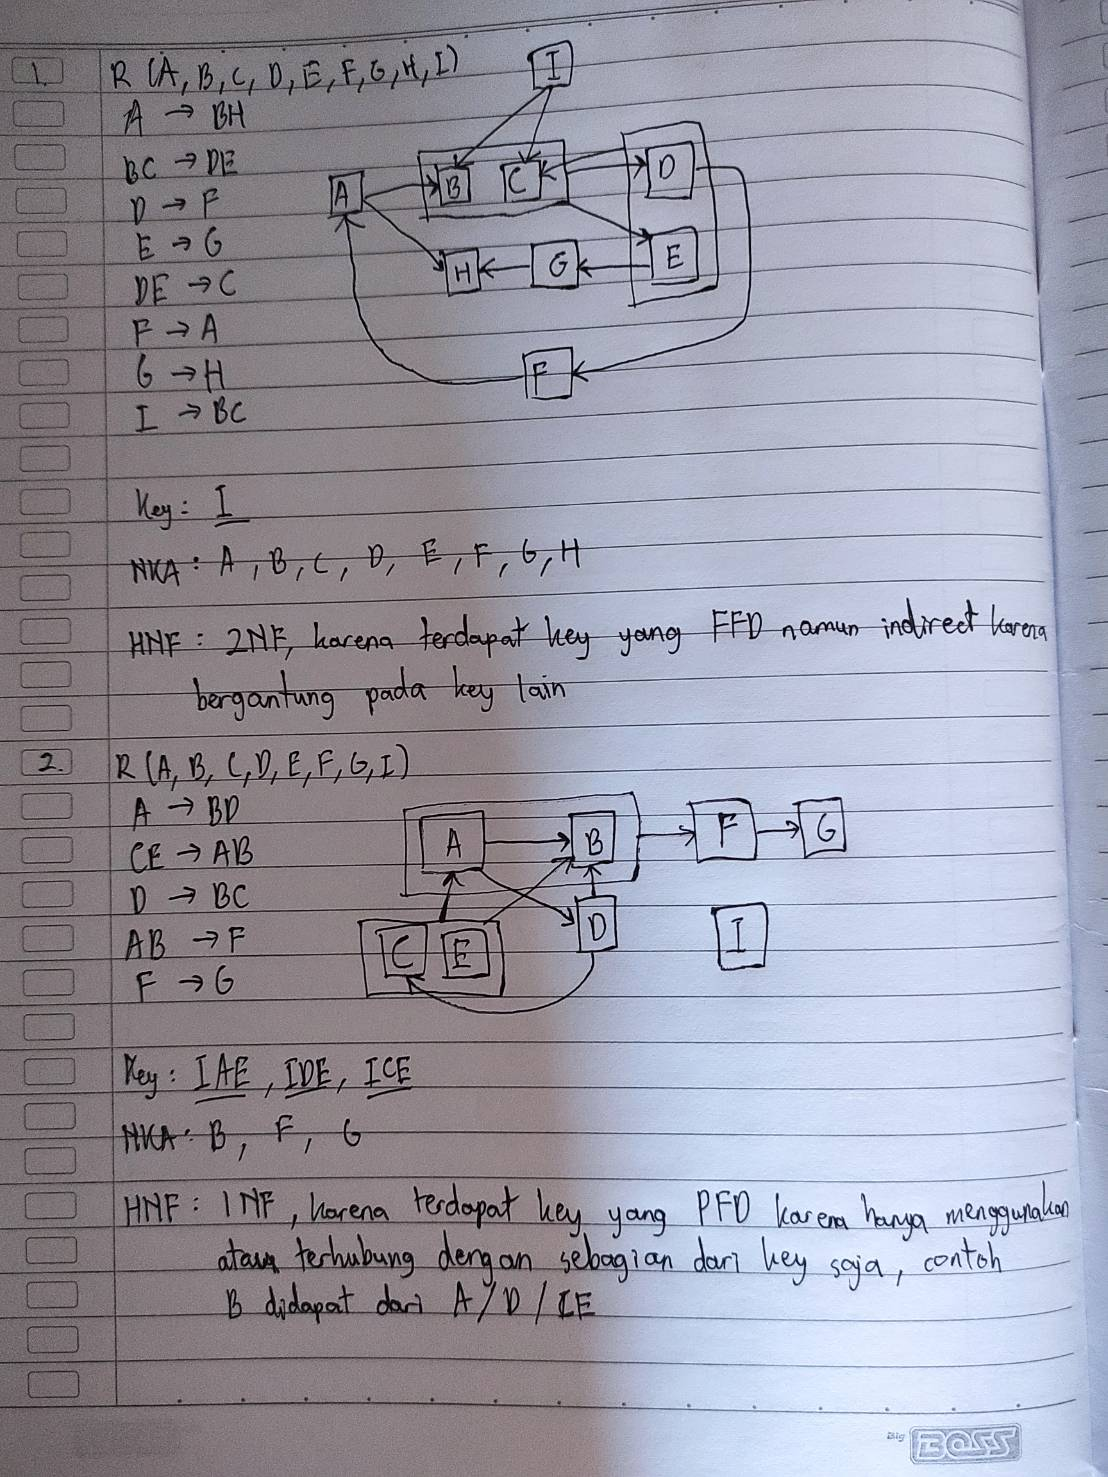 1. R (A, B, C, D, E, F, G, H, I)
A → BH
BC → DE
D → F
E → G
DE → C
F → A
G → H
I → BC
I
A B C D
H G E
F
Key : I
NKA : A, B, C, D, E, F, G, H
HNF : 2NF, karena terdapat key yang FFD namun indirect karena
bergantung pada key lain
2. R (A, B, C, D, E, F, G, I)
A → BD
CE → AB
D → BC
AB → F
F → G
A B F G
C E D I
Key : IAE, IDE, ICE
NKA : B, F, G
HNF : 1NF, karena terdapat key yang PFD karena hanya menggunakan
atau terhubung dengan sebagian dari key saja, contoh
B didapat dari A/D/CE
Big BOSS